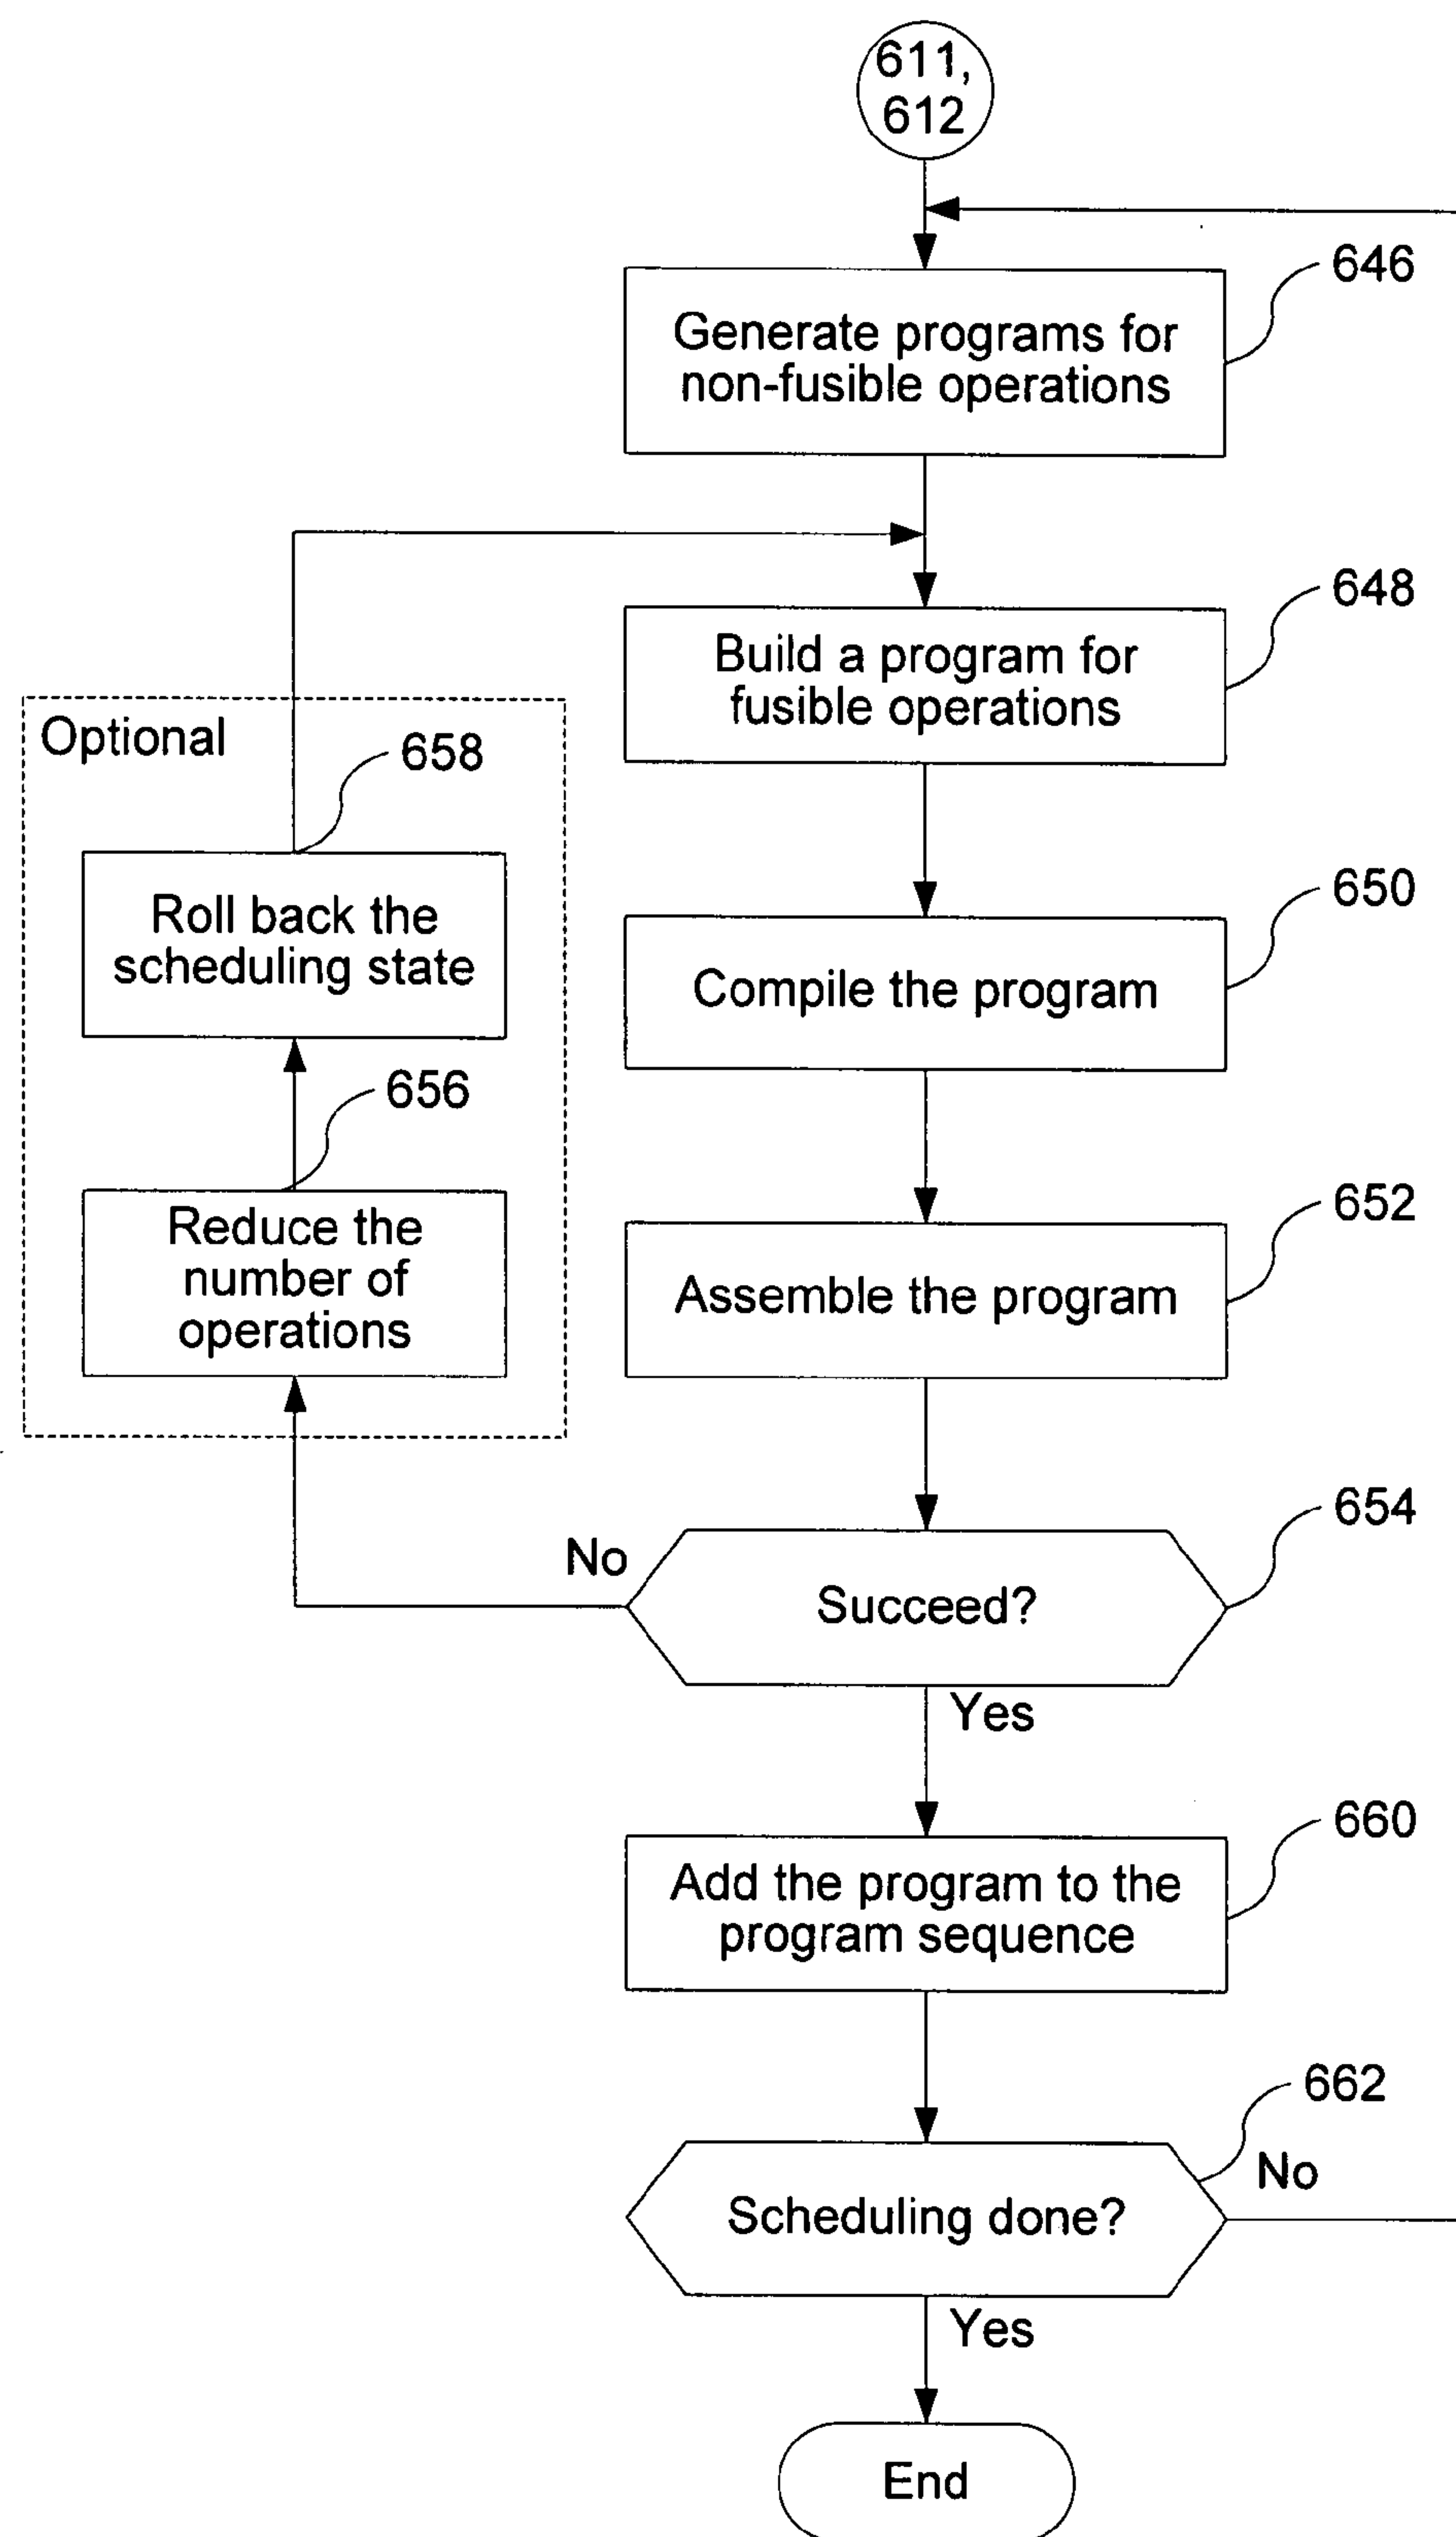 611,
612
646
Generate programs for
non-fusible operations
648
Build a program for
fusible operations
Optional
658
Roll back the
scheduling state
650
Compile the program
656
Reduce the
number of
operations
652
Assemble the program
654
No
Succeed?
Yes
660
Add the program to the
program sequence
662
No
Scheduling done?
Yes
End